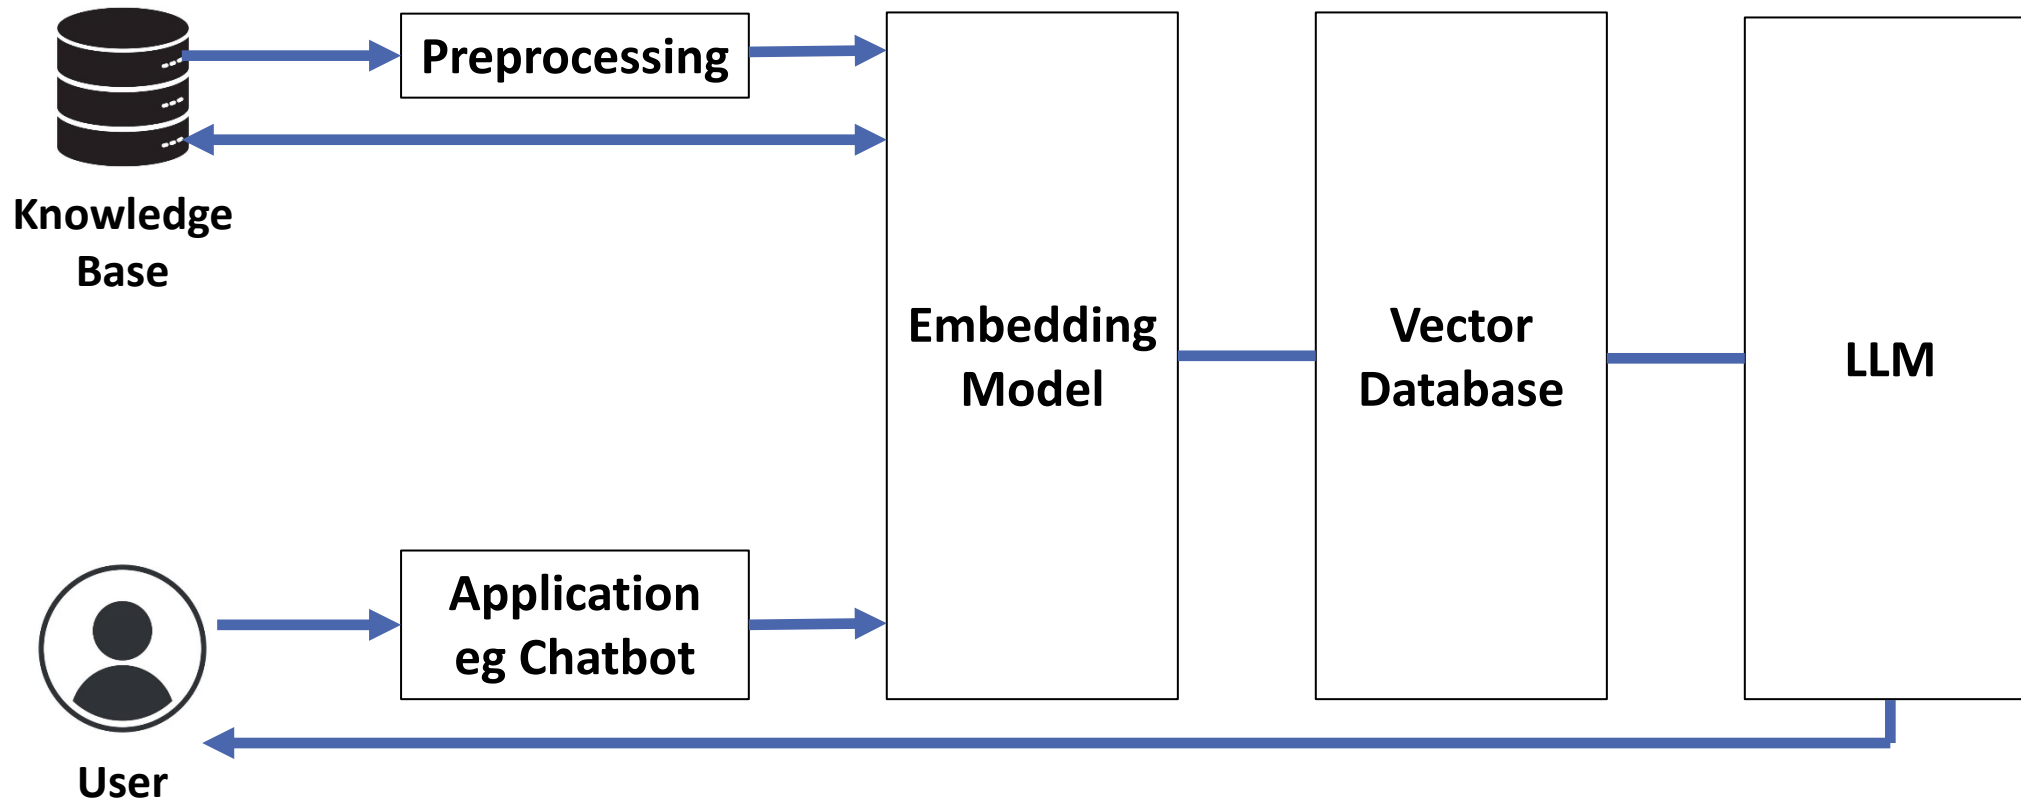 Preprocessing
Knowledge
Base
Embedding
Model
Vector
Database
LLM
Application
eg Chatbot
User